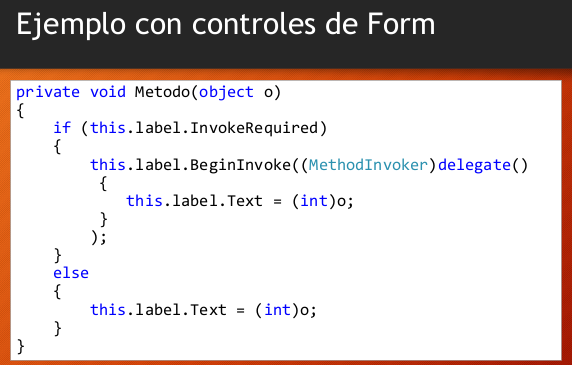 Ejemplo con controles de Form
private void Metodo(object o)
{
    if (this.label.InvokeRequired)
    {
        this.label.BeginInvoke((MethodInvoker)delegate()
         {
            this.label.Text = (int)o;
         }
        );
    }
    else
    {
        this.label.Text = (int)o;
    }
}